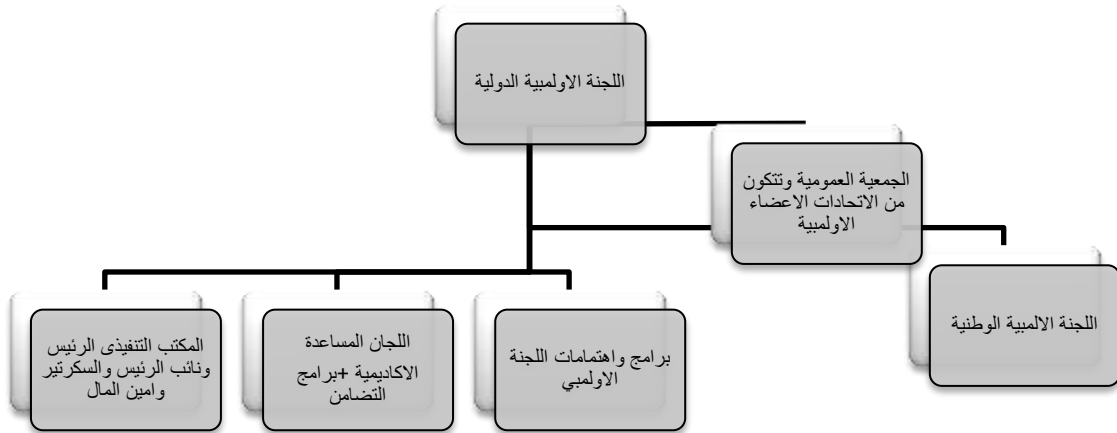 اللجنة الاولمبية الدولية
الجمعية العمومية وتتكون
من الاتحادات الاعضاء
الاولمبية
اللجنة الالمبية الوطنية
المكتب التنفيذى الرئيس
ونائب الرئيس والسكرتير
وامين المال
اللجان المساعدة
الاكاديمية +برامج
التضامن
برامج واهتمامات اللجنة
الاولمبي